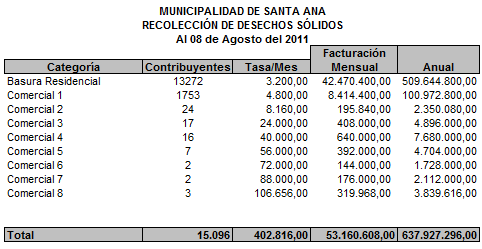 MUNICIPALIDAD DE SANTA ANA
RECOLECCIÓN DE DESECHOS SÓLIDOS
Al 08 de Agosto del 2011
Categoría Contribuyentes Tasa/Mes Facturación Mensual Anual
Basura Residencial 13272 3.200,00 42.470.400,00 509.644.800,00
Comercial 1 1753 4.800,00 8.414.400,00 100.972.800,00
Comercial 2 24 8.160,00 195.840,00 2.350.080,00
Comercial 3 17 24.000,00 408.000,00 4.896.000,00
Comercial 4 16 40.000,00 640.000,00 7.680.000,00
Comercial 5 7 56.000,00 392.000,00 4.704.000,00
Comercial 6 2 72.000,00 144.000,00 1.728.000,00
Comercial 7 2 88.000,00 176.000,00 2.112.000,00
Comercial 8 3 106.656,00 319.968,00 3.839.616,00
Total 15.096 402.816,00 53.160.608,00 637.927.296,00